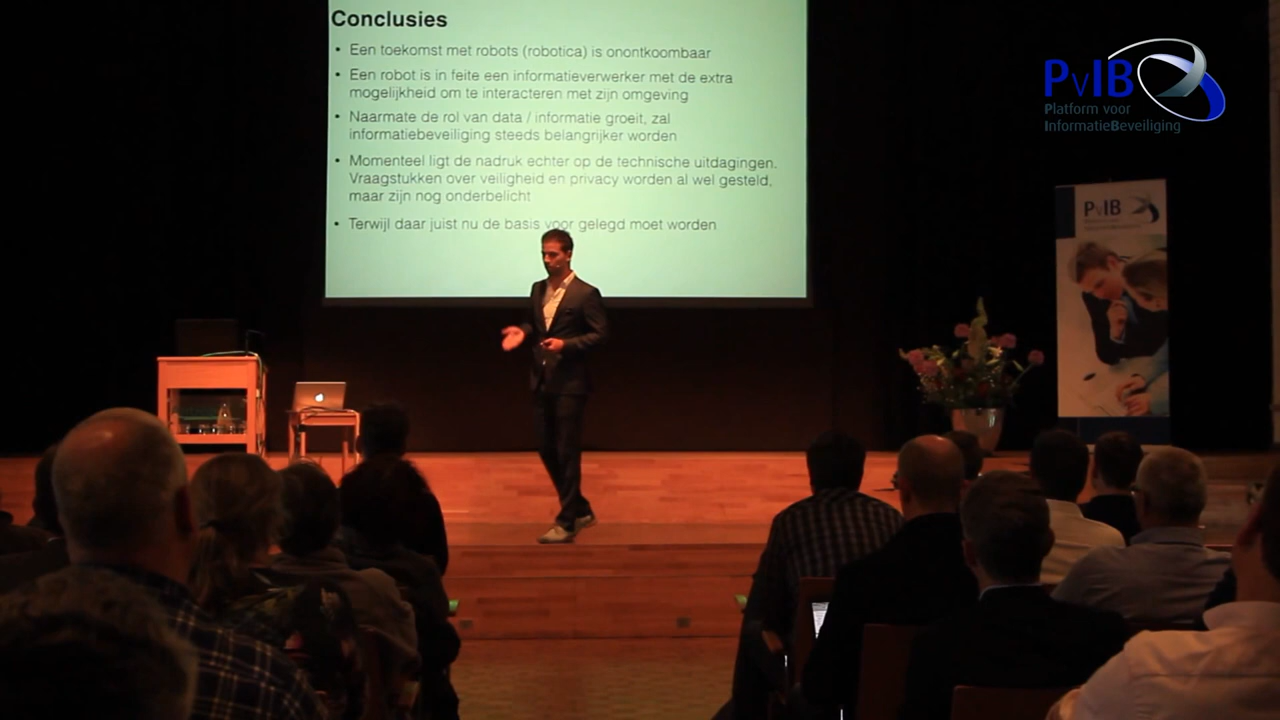 Conclusies
• Een toekomst met robots (robotica) is onontkoombaar
• Een robot is in feite een informatieverwerker met de extra
mogelijkheid om te interacteren met zijn omgeving
• Naarmate de rol van data / informatie groeit, zal
informatiebeveiliging steeds belangrijker worden
• Momenteel ligt de nadruk echter op de technische uitdagingen.
Vraagstukken over veiligheid en privacy worden al wel gesteld,
maar zijn nog onderbelicht
• Terwijl daar juist nu de basis voor gelegd moet worden
PvIB
Platform voor
InformatieBeveiliging
PvIB